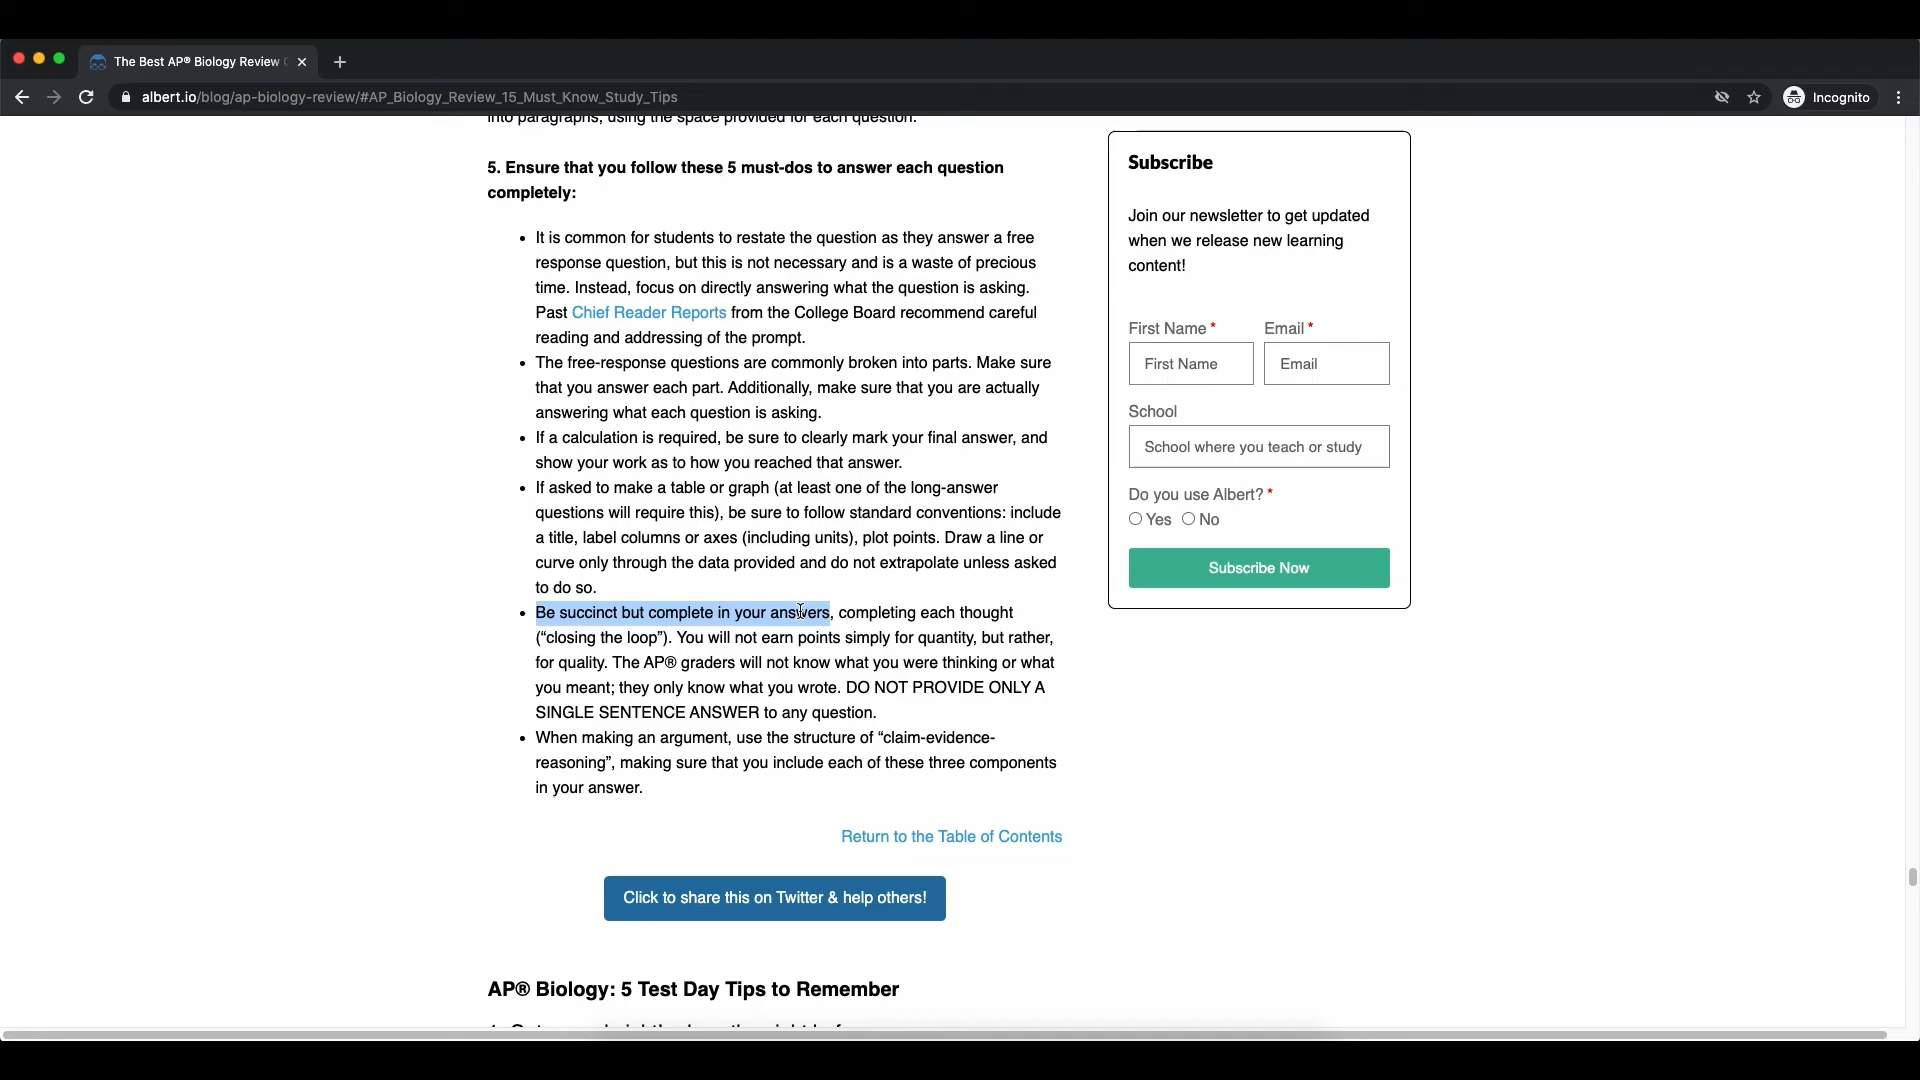 The Best AP® Biology Review
albert.io/blog/ap-biology-review/#AP_Biology_Review_15_Must_Know_Study_Tips
Incognito
into paragraphs, using the space provided for each question.
5. Ensure that you follow these 5 must-dos to answer each question
completely:
• It is common for students to restate the question as they answer a free
response question, but this is not necessary and is a waste of precious
time. Instead, focus on directly answering what the question is asking.
Past Chief Reader Reports from the College Board recommend careful
reading and addressing of the prompt.
• The free-response questions are commonly broken into parts. Make sure
that you answer each part. Additionally, make sure that you are actually
answering what each question is asking.
• If a calculation is required, be sure to clearly mark your final answer, and
show your work as to how you reached that answer.
• If asked to make a table or graph (at least one of the long-answer
questions will require this), be sure to follow standard conventions: include
a title, label columns or axes (including units), plot points. Draw a line or
curve only through the data provided and do not extrapolate unless asked
to do so.
• Be succinct but complete in your answers, completing each thought
(“closing the loop”). You will not earn points simply for quantity, but rather,
for quality. The AP® graders will not know what you were thinking or what
you meant; they only know what you wrote. DO NOT PROVIDE ONLY A
SINGLE SENTENCE ANSWER to any question.
• When making an argument, use the structure of “claim-evidence-
reasoning”, making sure that you include each of these three components
in your answer.
Return to the Table of Contents
Click to share this on Twitter & help others!
AP® Biology: 5 Test Day Tips to Remember
Subscribe
Join our newsletter to get updated
when we release new learning
content!
First Name * Email *
First Name Email
School
School where you teach or study
Do you use Albert? *
Yes No
Subscribe Now